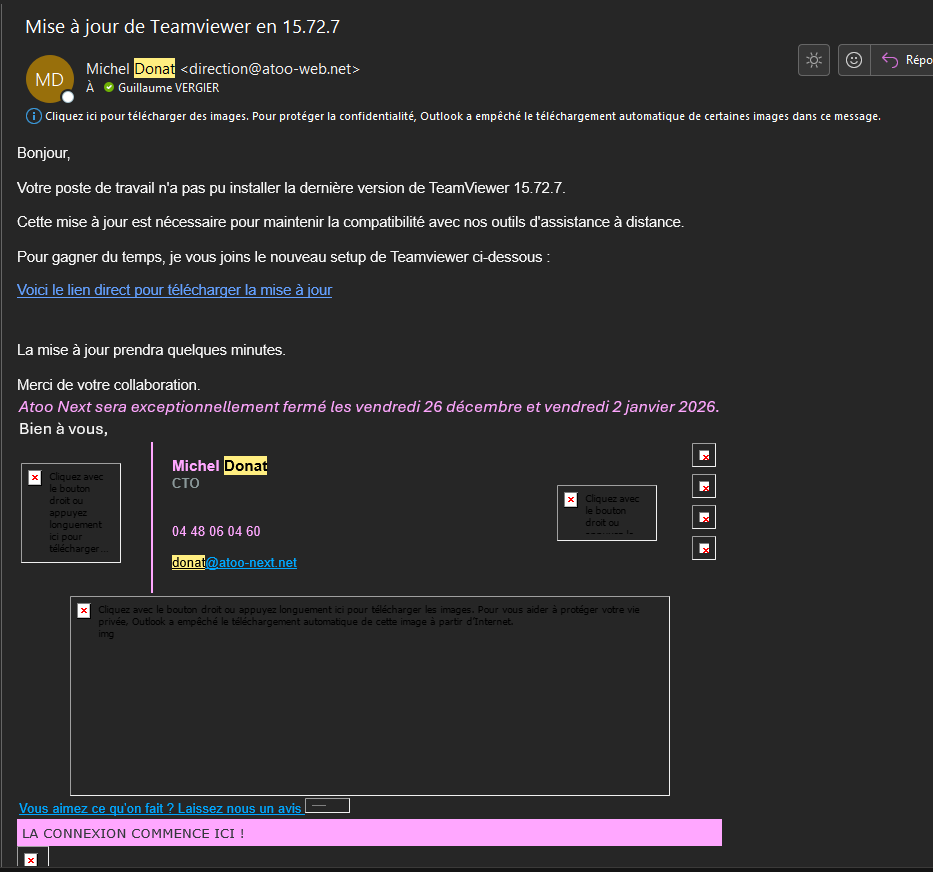 Mise à jour de Teamviewer en 15.72.7
MD
Michel Donat <direction@atoo-web.net>
À Guillaume VERGIER
Répo
Cliquez ici pour télécharger des images. Pour protéger la confidentialité, Outlook a empêché le téléchargement automatique de certaines images dans ce message.
Bonjour,
Votre poste de travail n'a pas pu installer la dernière version de TeamViewer 15.72.7.
Cette mise à jour est nécessaire pour maintenir la compatibilité avec nos outils d'assistance à distance.
Pour gagner du temps, je vous joins le nouveau setup de Teamviewer ci-dessous :
Voici le lien direct pour télécharger la mise à jour
La mise à jour prendra quelques minutes.
Merci de votre collaboration.
Atoo Next sera exceptionnellement fermé les vendredi 26 décembre et vendredi 2 janvier 2026.
Bien à vous,
Cliquez avec
le bouton
droit ou
appuyez
longuement
ici pour
télécharger...
Michel Donat
CTO
04 48 06 04 60
donat@atoo-next.net
Cliquez avec
le bouton
droit ou
Cliquez avec le bouton droit ou appuyez longuement ici pour télécharger les images. Pour vous aider à protéger votre vie
privée, Outlook a empêché le téléchargement automatique de cette image à partir d'Internet.
img
Vous aimez ce qu'on fait ? Laissez nous un avis
LA CONNEXION COMMENCE ICI !